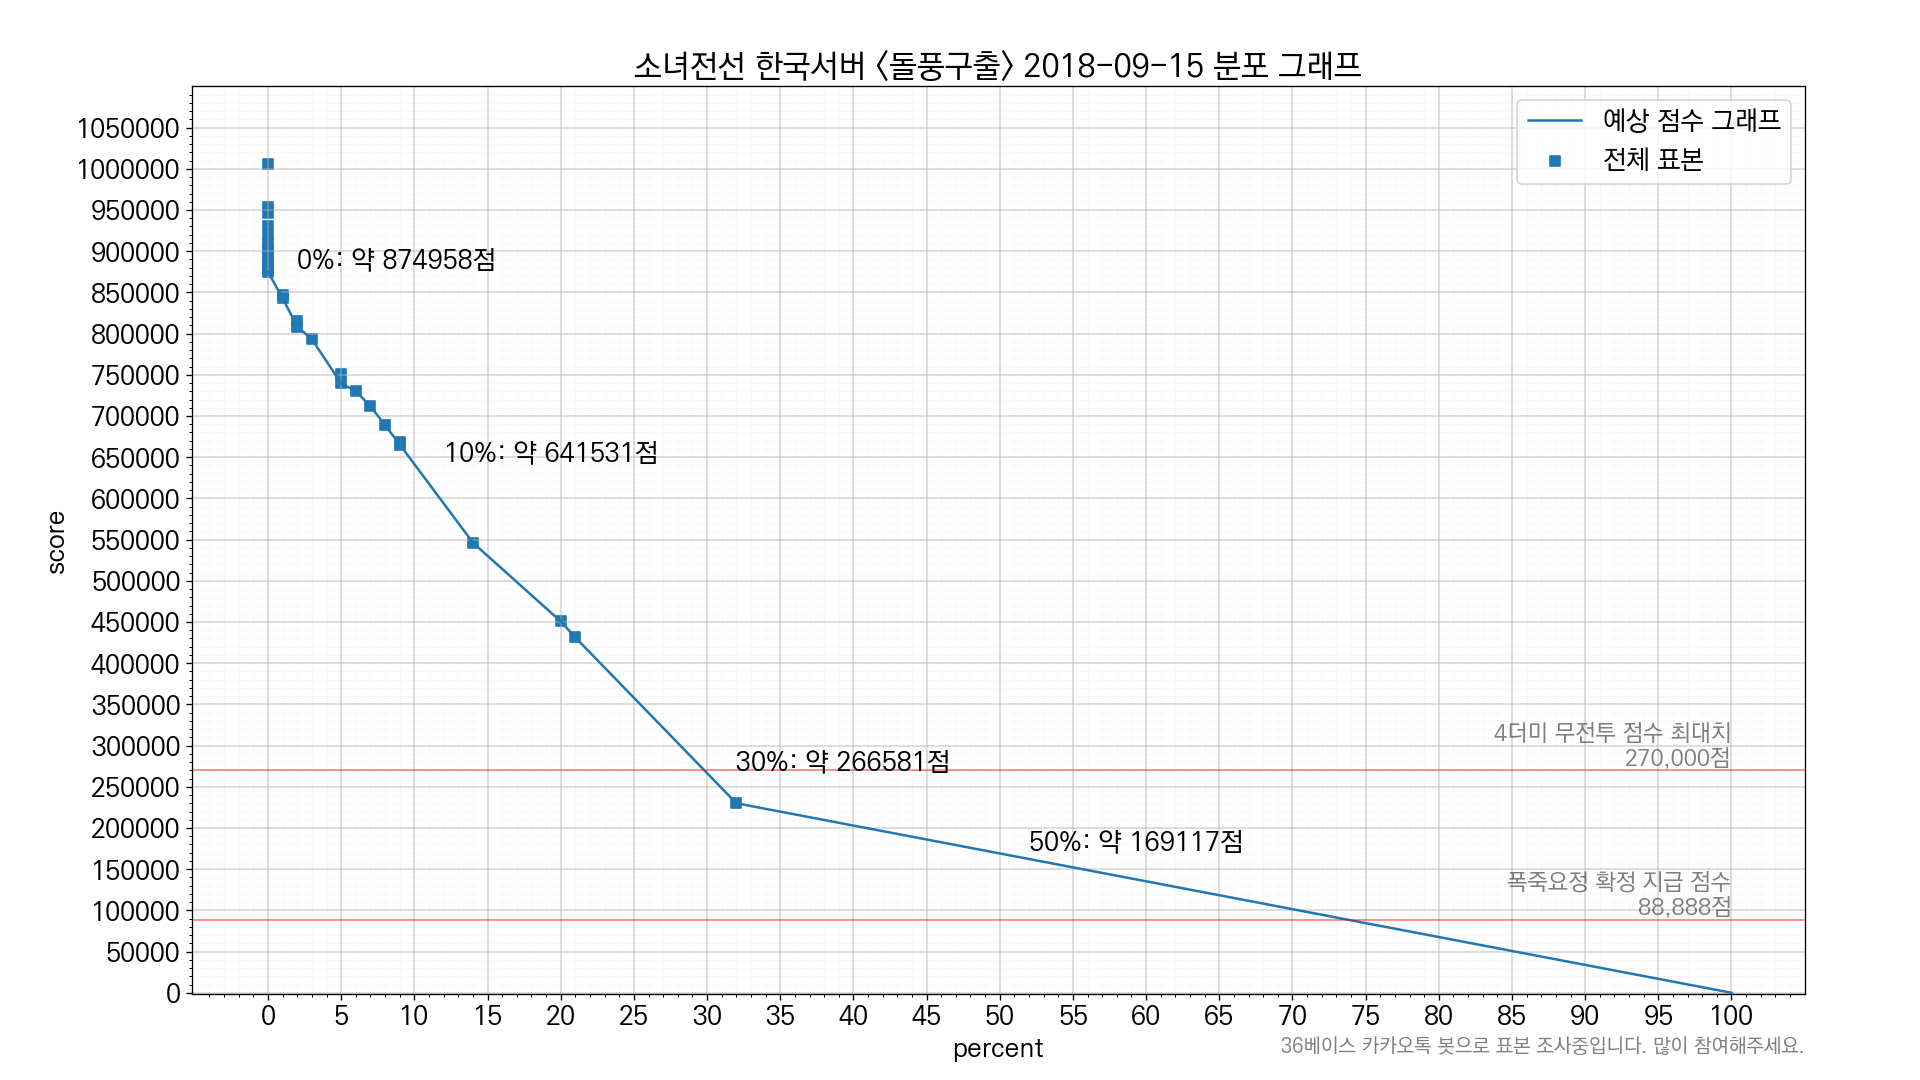 소녀전선 한국서버 〈돌풍구출〉 2018-09-15 분포 그래프
예상 점수 그래프
전체 표본
1050000
1000000
950000
900000
850000
800000
750000
700000
650000
600000
550000
500000
450000
400000
350000
300000
250000
200000
150000
100000
50000
0
score
0%: 약 874958점
10%: 약 641531점
30%: 약 266581점
50%: 약 169117점
4더미 무전투 점수 최대치
270,000점
폭죽요정 확정 지급 점수
88,888점
0 5 10 15 20 25 30 35 40 45 50 55 60 65 70 75 80 85 90 95 100
percent
36베이스 카카오톡 봇으로 표본 조사중입니다. 많이 참여해주세요.